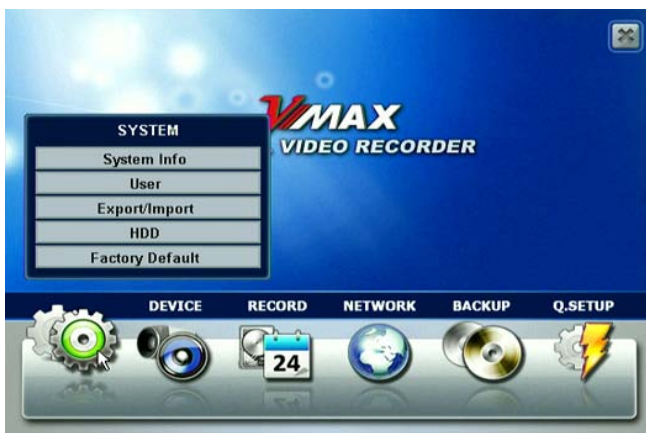 VMAX
VIDEO RECORDER
SYSTEM
System Info
User
Export/Import
HDD
Factory Default
DEVICE
RECORD
NETWORK
BACKUP
Q.SETUP
24